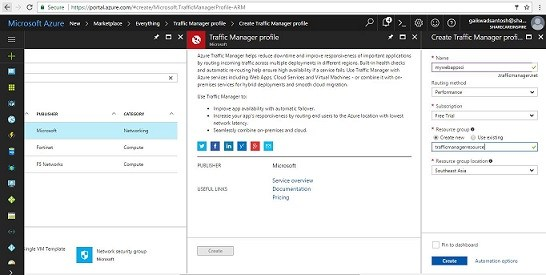 Secure https://portal.azure.com/#create/Microsoft.TrafficManagerProfile-ARM
Microsoft Azure
New > Marketplace > Everything > Traffic Manager profile > Create Traffic Manager profile
PUBLISHER CATEGORY
Microsoft Networking
Fortinet Compute
F5 Networks Compute
Single VM Template
Network security group
Microsoft
Traffic Manager profile
Microsoft
Azure Traffic Manager helps reduce downtime and improve responsiveness of important applications
by routing incoming traffic across multiple deployments in different regions. Built-in health checks
and automatic re-routing help ensure high availability if a service fails. Use Traffic Manager with
Azure services including Web Apps, Cloud Services and Virtual Machines - or combine it with on-
premises services for hybrid deployments and smooth cloud migration.
Use Traffic Manager to:
• Improve app availability with automatic failover.
• Increase your app's responsiveness by routing end users to the Azure location with lowest
network latency.
• Seamlessly combine on-premises and cloud.
PUBLISHER Microsoft
USEFUL LINKS
Service overview
Documentation
Pricing
Create
Create Traffic Manager profi...
* Name
.trafficmanager.net
Routing method
Performance
* Subscription
Free Trial
* Resource group
Create new Use existing
trafficmanagerresource
* Resource group location
Southeast Asia
Pin to dashboard
Create Automation options